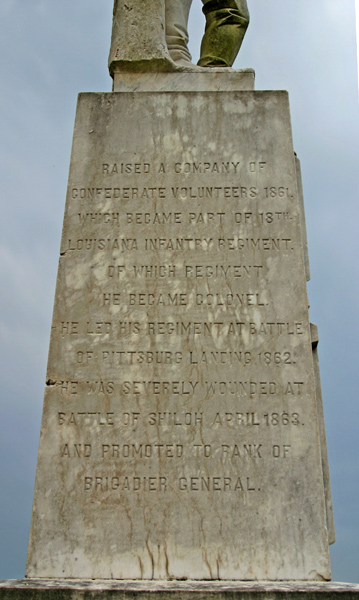 RAISED A COMPANY OF
CONFEDERATE VOLUNTEERS 1861.
WHICH BECAME PART OF 18TH
LOUISIANA INFANTRY REGIMENT.
OF WHICH REGIMENT
HE BECAME COLONEL.
HE LED HIS REGIMENT AT BATTLE
OF PITTSBURG LANDING 1862.
HE WAS SEVERELY WOUNDED AT
BATTLE OF SHILOH APRIL 1863.
AND PROMOTED TO RANK OF
BRIGADIER GENERAL.